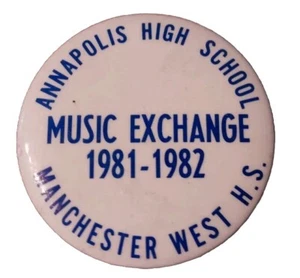 ANNAPOLIS HIGH SCHOOL
MUSIC EXCHANGE
1981-1982
MANCHESTER WEST H.S.